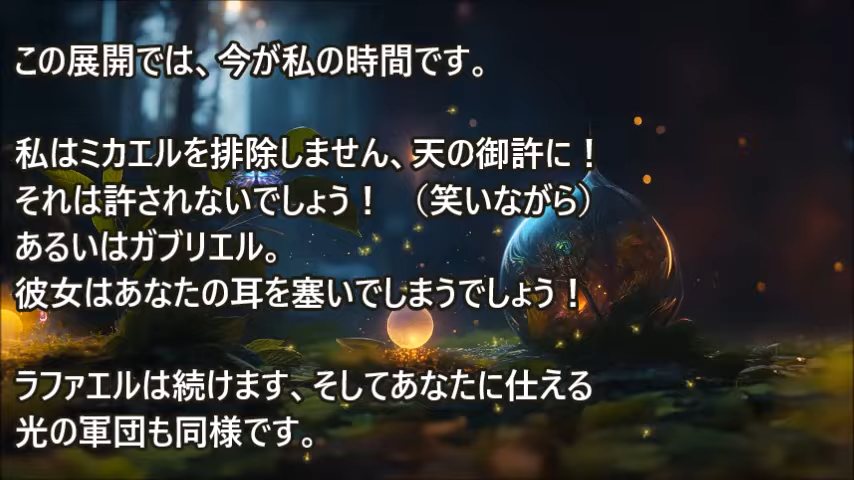 この展開では、今が私の時間です。
私はミカエルを排除しません、天の御許に！
それは許されないでしょう！　（笑いながら）
あるいはガブリエル。
彼女はあなたの耳を塞いでしまうでしょう！
ラファエルは続けます、そしてあなたに仕える
光の軍団も同様です。